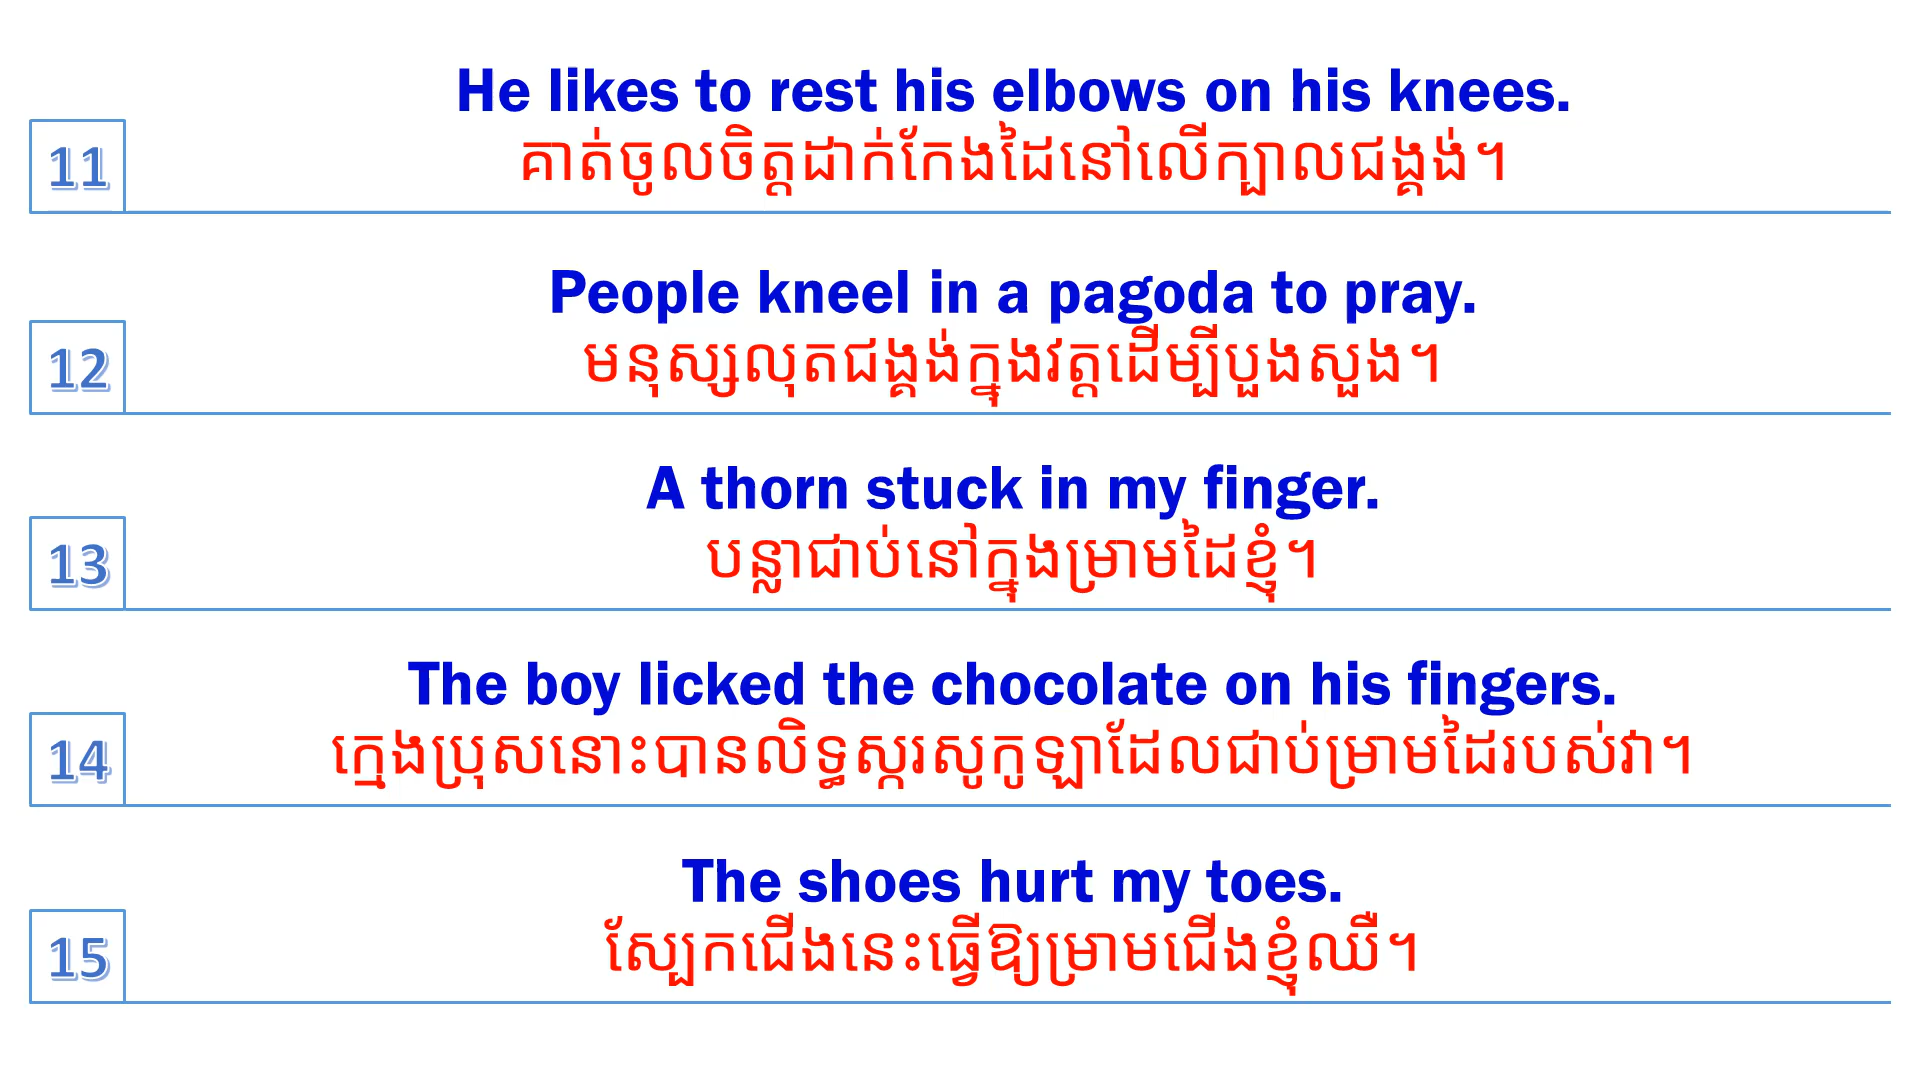 He likes to rest his elbows on his knees.
11
គាត់ចូលចិត្តដាក់កែងដៃនៅលើក្បាលជង្គង់។
People kneel in a pagoda to pray.
12
មនុស្សលុតជង្គង់ក្នុងវត្តដើម្បីបួងសួង។
A thorn stuck in my finger.
13
បន្លាជាប់នៅក្នុងម្រាមដៃខ្ញុំ។
The boy licked the chocolate on his fingers.
14
ក្មេងប្រុសនោះបានលិទ្ធស្ករសូកូឡាដែលជាប់ម្រាមដៃរបស់វា។
The shoes hurt my toes.
15
ស្បែកជើងនេះធ្វើឱ្យម្រាមជើងខ្ញុំឈឺ។